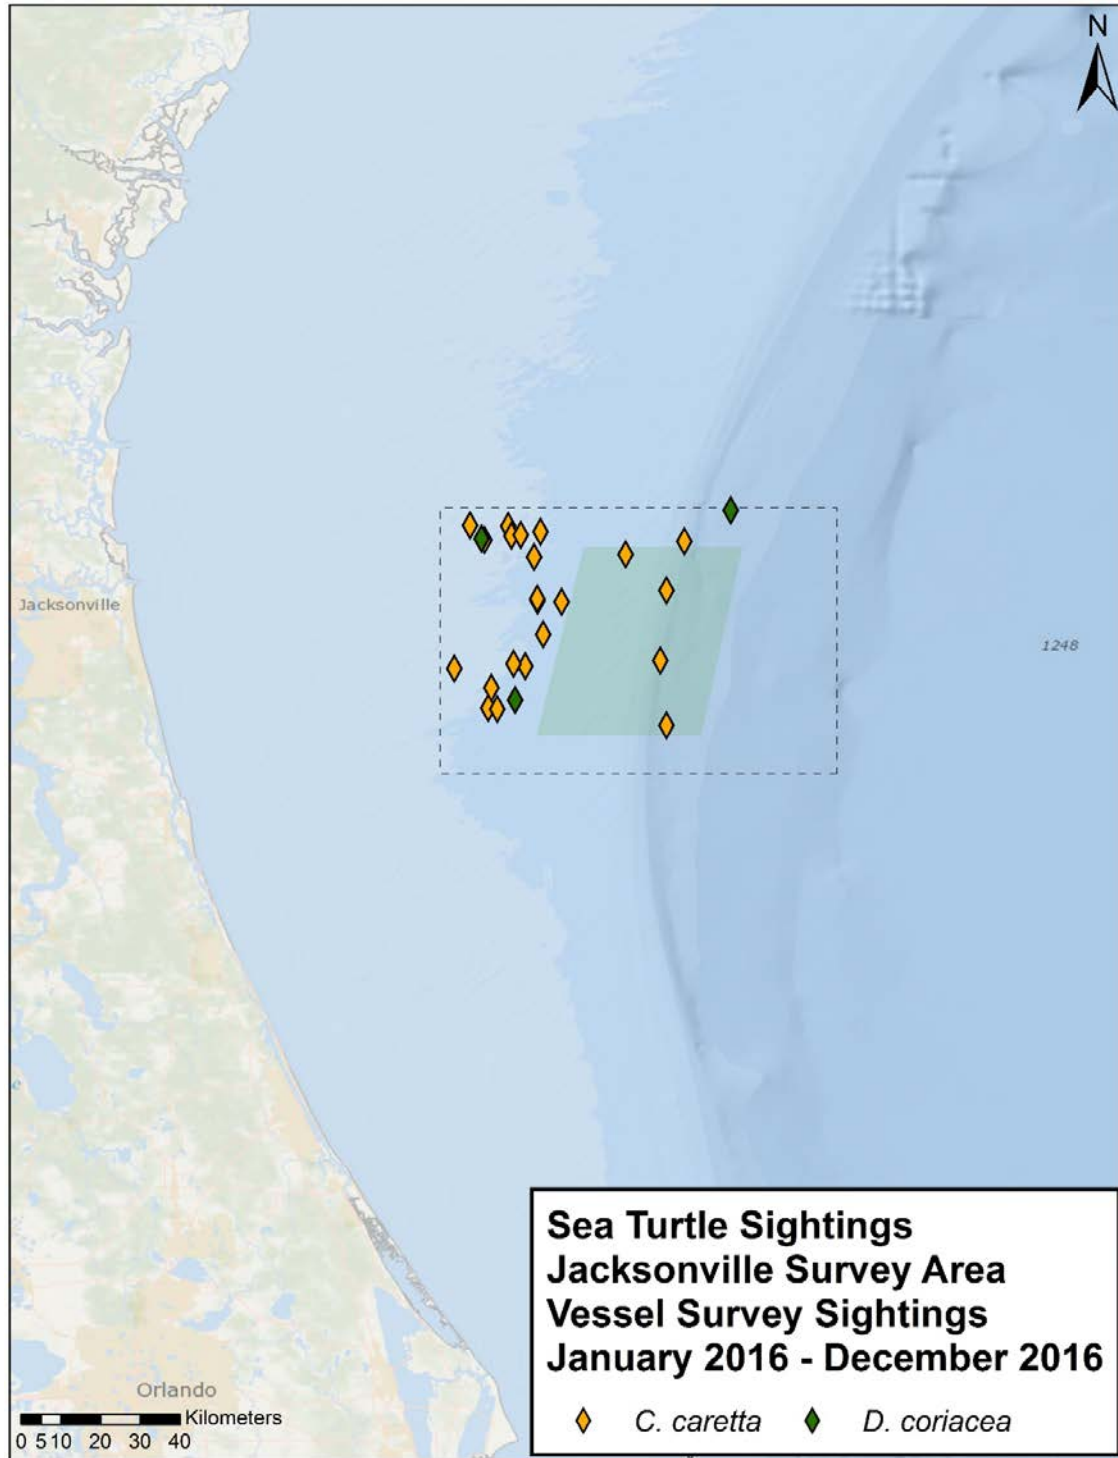 N
Jacksonville
1248
Orlando
Kilometers
0 5 10 20 30 40
Sea Turtle Sightings
Jacksonville Survey Area
Vessel Survey Sightings
January 2016 - December 2016
C. caretta D. coriacea